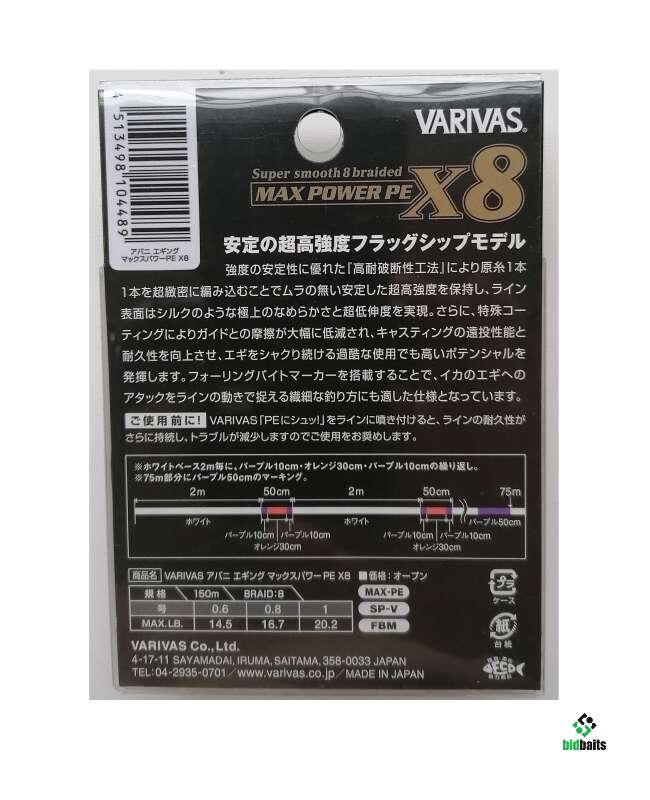 4513498104489
アバニ エギング
マックスパワーPE X8
VARIVAS®
Super smooth 8 braided
MAX POWER PE X8
安定の超高強度フラッグシップモデル
強度の安定性に優れた『高耐破断性工法』により原糸1本
1本を超緻密に編み込むことでムラの無い安定した超高強度を保持し、ライン
表面はシルクのような極上のなめらかさと超低伸度を実現。さらに、特殊コー
ティングによりガイドとの摩擦が大幅に低減され、キャスティングの遠投性能と
耐久性を向上させ、エギをシャクり続ける過酷な使用でも高いポテンシャルを
発揮します。フォーリングバイトマーカーを搭載することで、イカのエギへの
アタックをラインの動きで捉える繊細な釣り方にも適した仕様となっています。
ご使用前に! VARIVAS「PEにシュッ!」をラインに噴き付けると、ラインの耐久性が
さらに持続し、トラブルが減少しますのでご使用をお奨めします。
※ホワイトベース2m毎に、パープル10cm・オレンジ30cm・パープル10cmの繰り返し。
※75m部分にパープル50cmのマーキング。
2m 50cm 2m 50cm 75m
ホワイト ホワイト パープル50cm
パープル10cm パープル10cm パープル10cm パープル10cm
オレンジ30cm オレンジ30cm
商品名 VARIVAS アバニ エギング マックスパワーPE X8 ■価格:オープン
規格 150m BRAID:8 MAX-PE
号 0.6 0.8 1 SP-V
MAX.LB. 14.5 16.7 20.2 FBM
プラ
ケース
紙
台紙
VARIVAS Co.,Ltd.
4-17-11 SAYAMADAI, IRUMA, SAITAMA, 358-0033 JAPAN
TEL:04-2935-0701／www.varivas.co.jp／MADE IN JAPAN
bidbaits